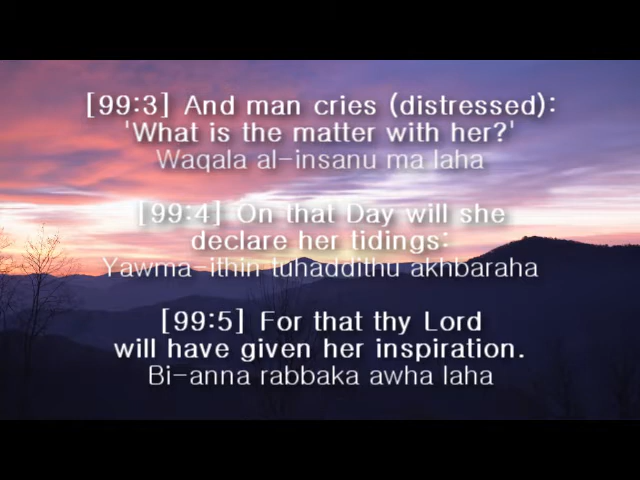 [99:3] And man cries (distressed):
'What is the matter with her?'
Waqala al-insanu ma laha
[99:4] On that Day will she
declare her tidings:
Yawma-ithin tuhaddithu akhbaraha
[99:5] For that thy Lord
will have given her inspiration.
Bi-anna rabbaka awha laha